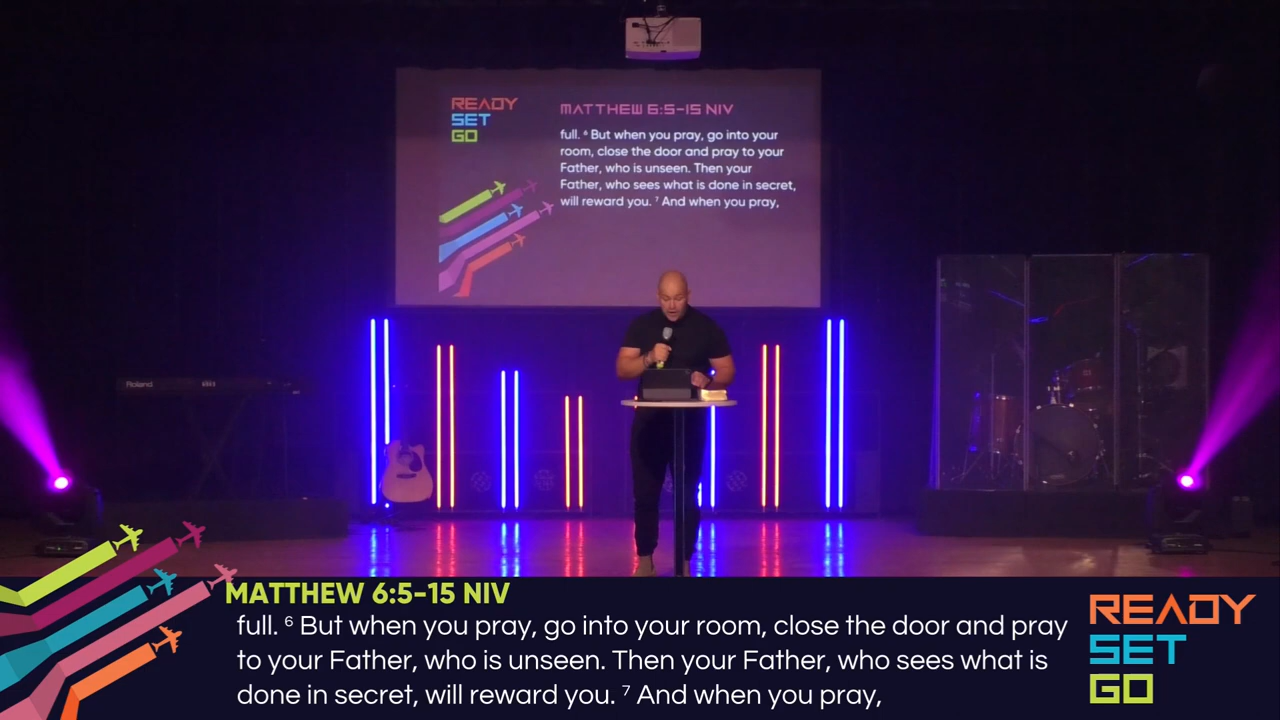 READY
SET
GO
MATTHEW 6:5-15 NIV
full. ⁶ But when you pray, go into your
room, close the door and pray to your
Father, who is unseen. Then your
Father, who sees what is done in secret,
will reward you. ⁷ And when you pray,
Roland
MATTHEW 6:5-15 NIV
full. ⁶ But when you pray, go into your room, close the door and pray
to your Father, who is unseen. Then your Father, who sees what is
done in secret, will reward you. ⁷ And when you pray,
READY
SET
GO